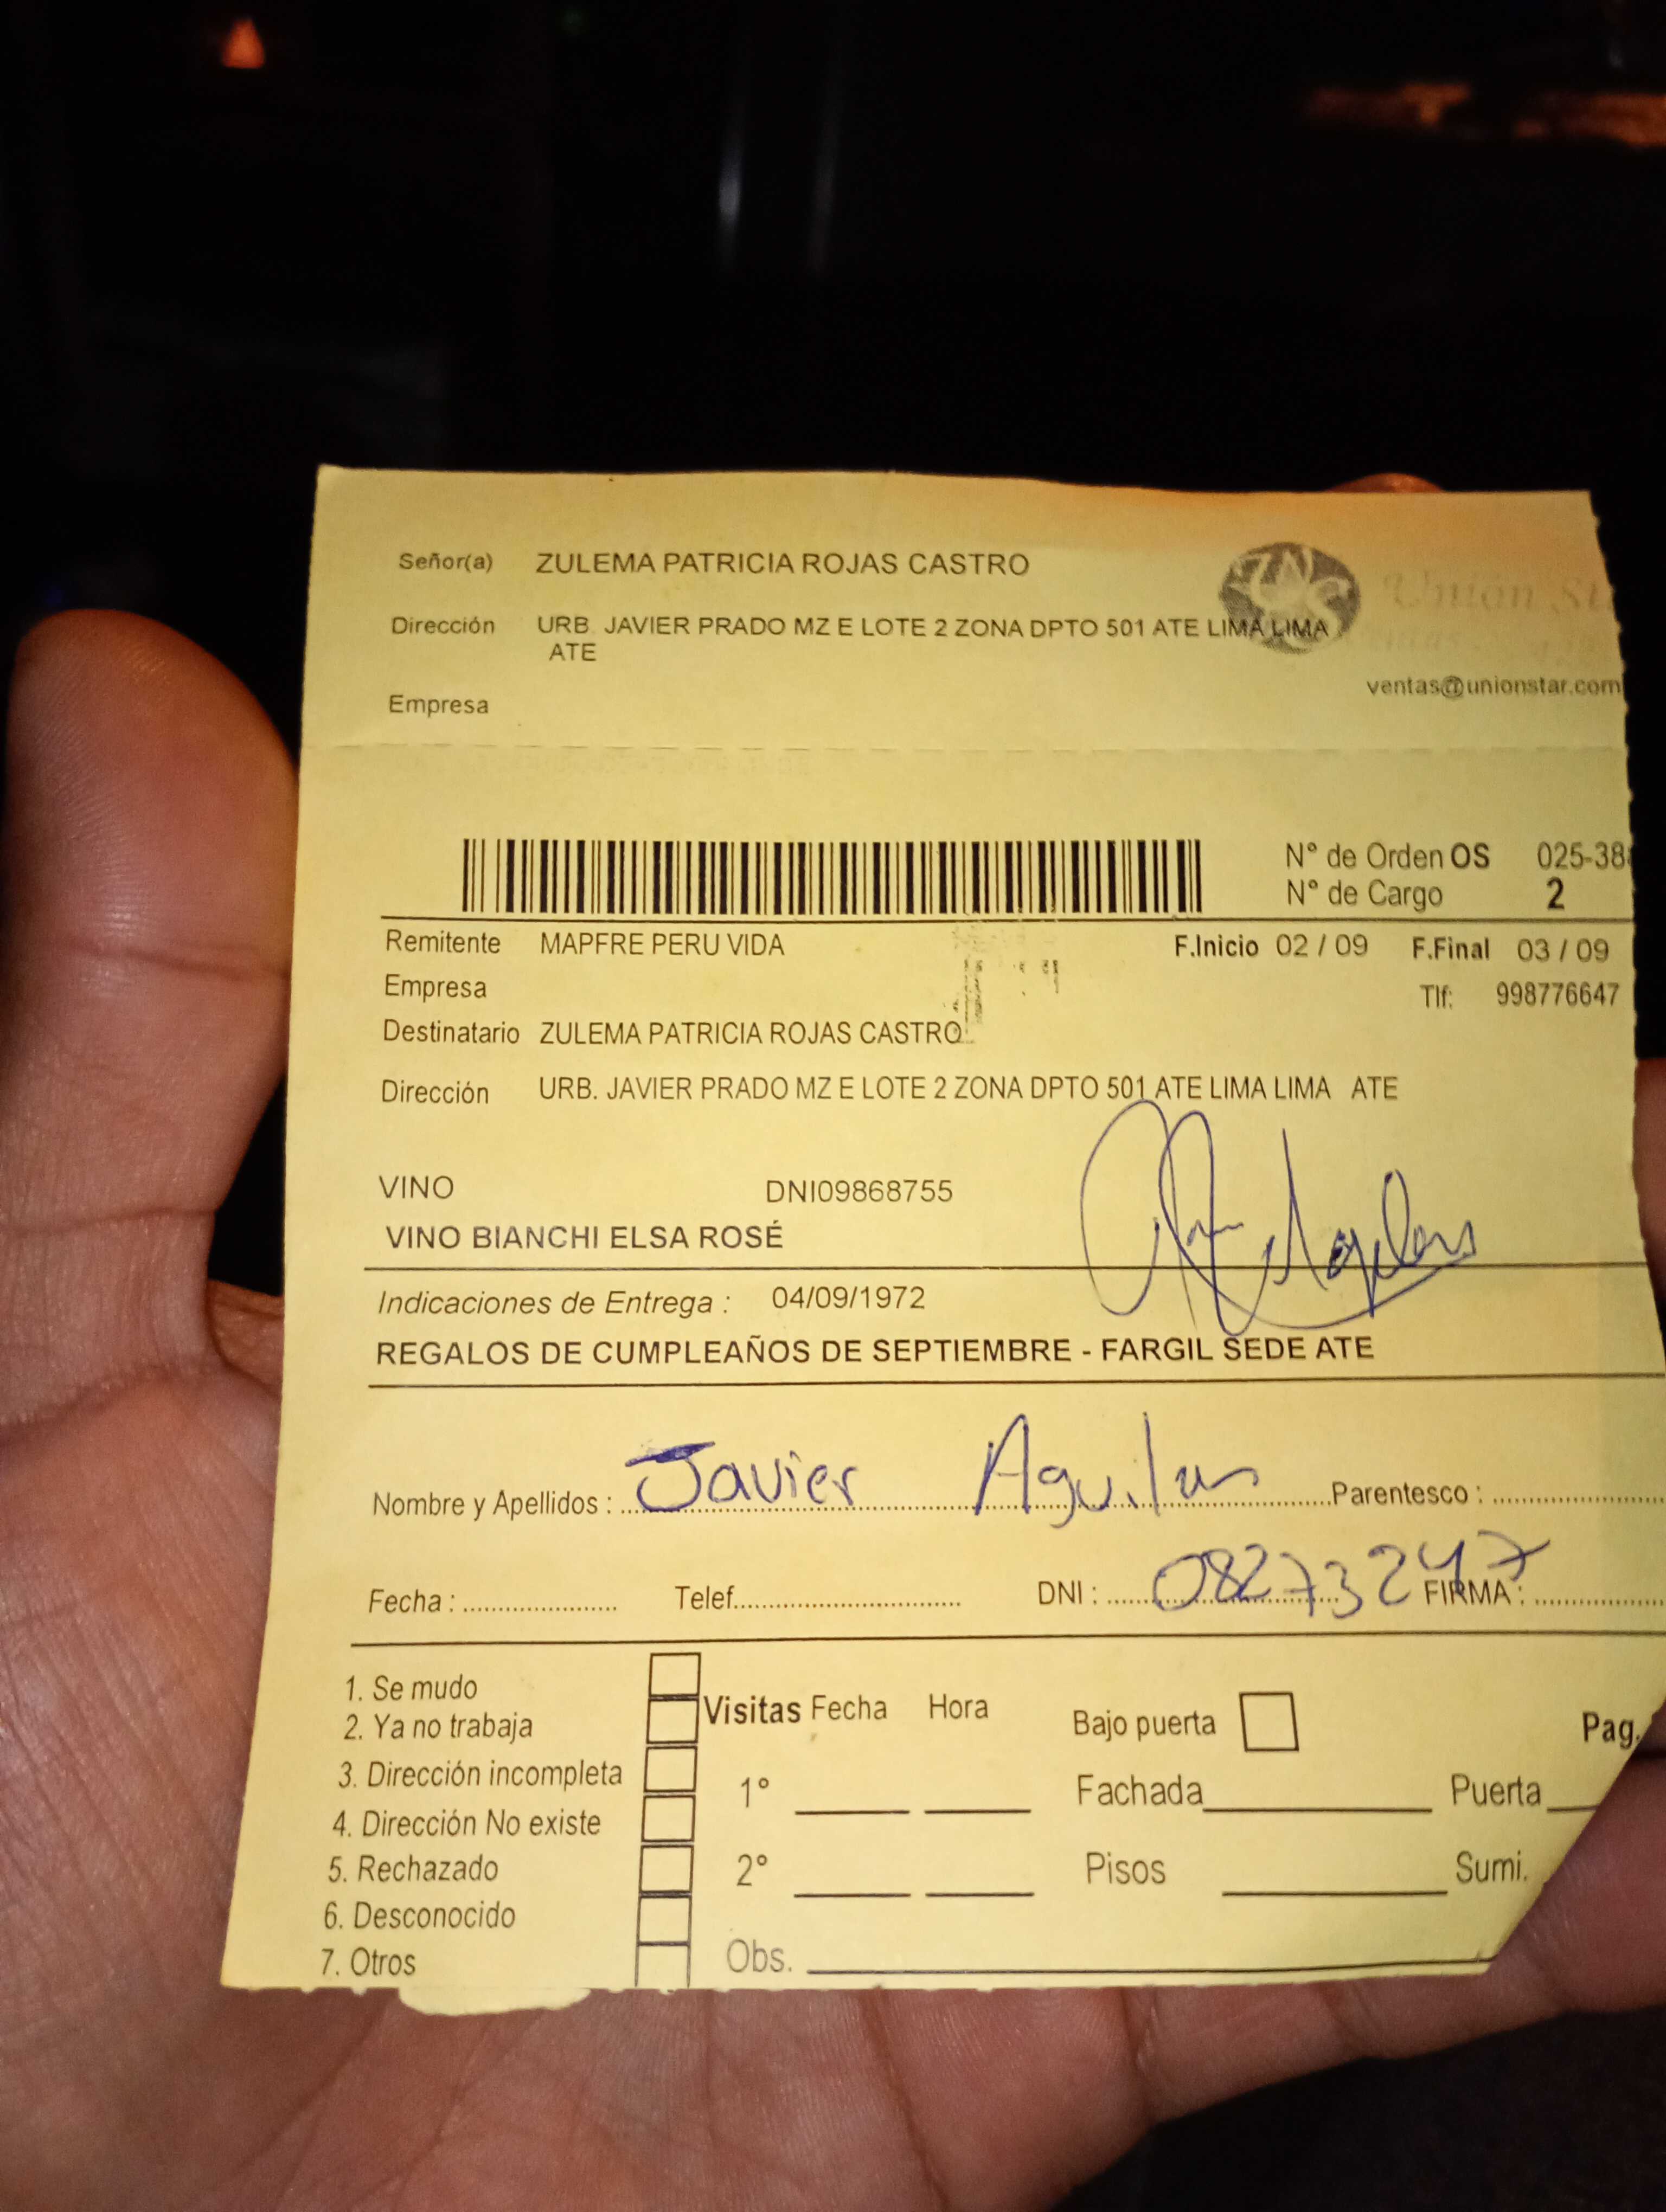 Señor(a) ZULEMA PATRICIA ROJAS CASTRO
Unión
Dirección URB. JAVIER PRADO MZ E LOTE 2 ZONA DPTO 501 ATE LIMA LIMA
ATE
ventas@unionstar.com
Empresa
N° de Orden OS 025-38
N° de Cargo 2
Remitente MAPFRE PERU VIDA F.Inicio 02 / 09 F.Final 03 / 09
Empresa Tlf: 998776647
Destinatario ZULEMA PATRICIA ROJAS CASTRO
Dirección URB. JAVIER PRADO MZ E LOTE 2 ZONA DPTO 501 ATE LIMA LIMA ATE
VINO DNI09868755
VINO BIANCHI ELSA ROSÉ
Indicaciones de Entrega : 04/09/1972
REGALOS DE CUMPLEAÑOS DE SEPTIEMBRE - FARGIL SEDE ATE
Nombre y Apellidos : Javier Aguilar Parentesco :
Fecha : Telef. DNI : 08273247 FIRMA :
1. Se mudo
2. Ya no trabaja Visitas Fecha Hora Bajo puerta Pag.
3. Dirección incompleta 1° Fachada Puerta
4. Dirección No existe
5. Rechazado 2° Pisos Sumi.
6. Desconocido
7. Otros Obs.